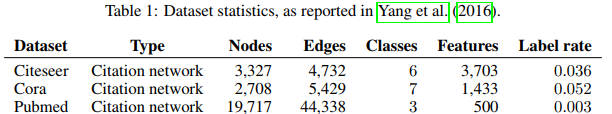 Table 1: Dataset statistics, as reported in Yang et al. (2016).
Dataset Type Nodes Edges Classes Features Label rate
Citeseer Citation network 3,327 4,732 6 3,703 0.036
Cora Citation network 2,708 5,429 7 1,433 0.052
Pubmed Citation network 19,717 44,338 3 500 0.003